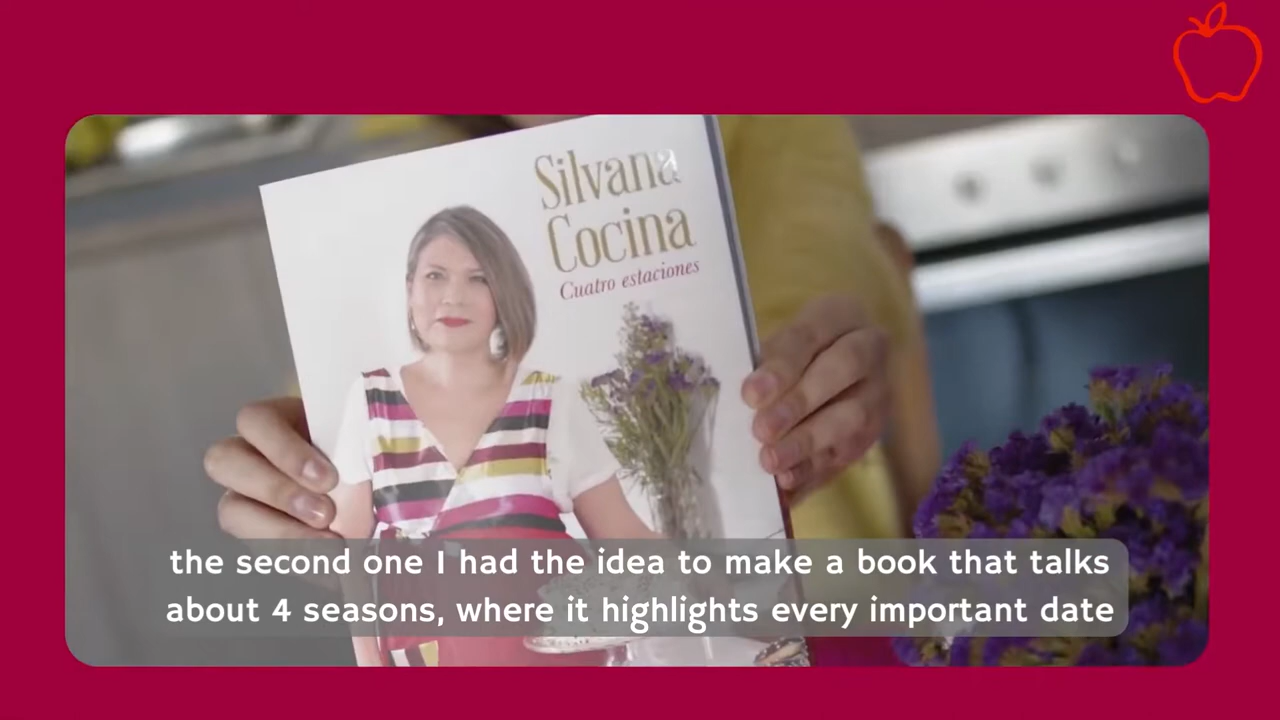 Silvana
Cocina
Cuatro estaciones
the second one I had the idea to make a book that talks
about 4 seasons, where it highlights every important date